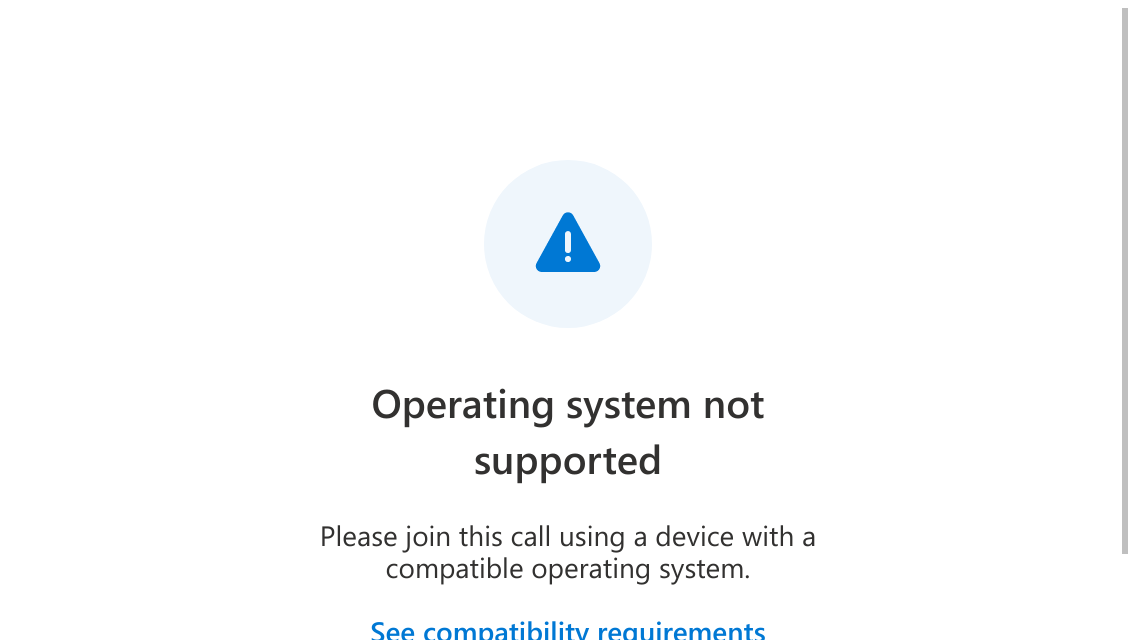 Operating system not
supported
Please join this call using a device with a
compatible operating system.
See compatibility requirements